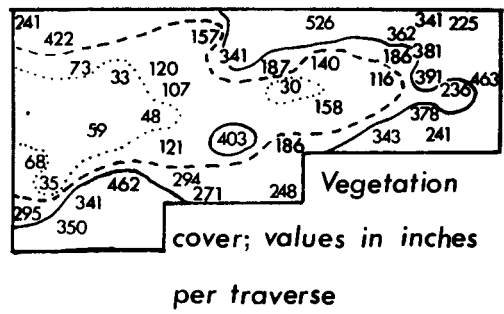 241 526 341 225
422 157 362
341 187 140 186 381
73 33 120 116 391 463
107 30 236
48 158 378
59 403 343 241
121 186
68
35 462 294
341 271 248 Vegetation
295
350 cover; values in inches
per traverse